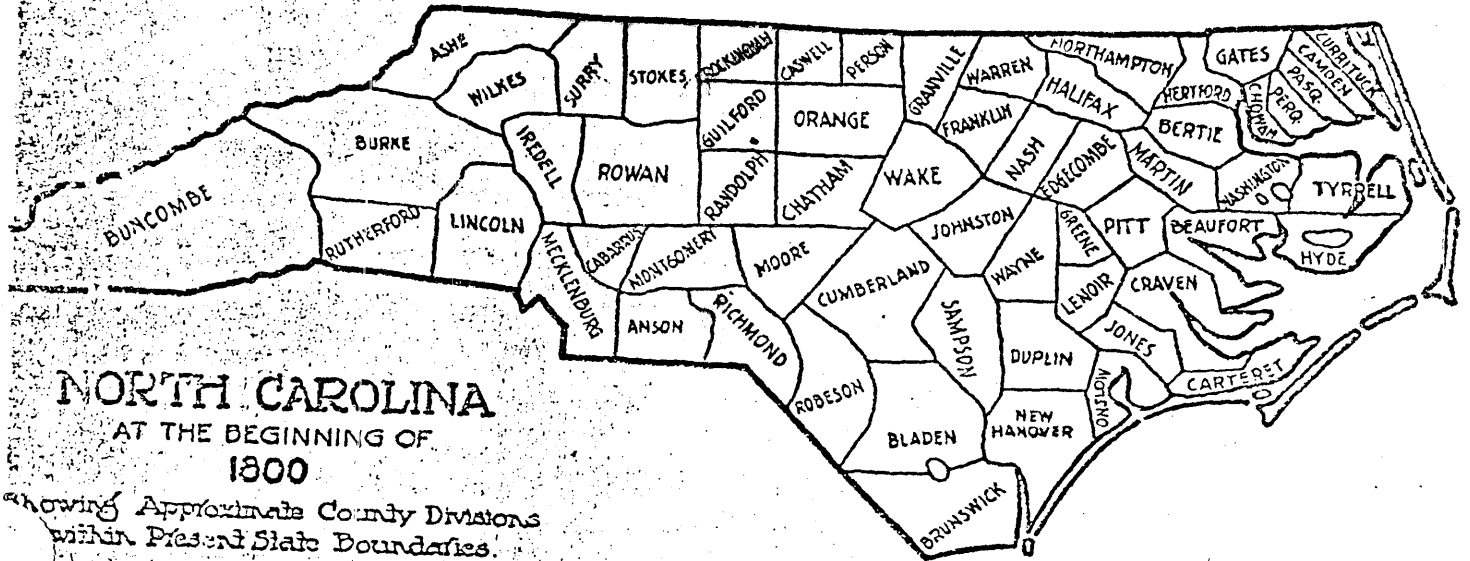 ASHE
WILKES
SURRY
STOKES
ROCKINGHAM
CASWELL
PERSON
GRANVILLE
WARREN
NORTHAMPTON
GATES
CURRITUCK
CAMDEN
PASQ.
PERQ.
CHOWAN
HERTFORD
HALIFAX
BERTIE
FRANKLIN
ORANGE
GUILFORD
BURKE
IREDELL
ROWAN
RANDOLPH
CHATHAM
WAKE
NASH
EDGECOMBE
MARTIN
WASHINGTON
TYRRELL
BUNCOMBE
RUTHERFORD
LINCOLN
MECKLENBURG
CABARRUS
MONTGOMERY
MOORE
JOHNSTON
GREENE
PITT
BEAUFORT
HYDE
CUMBERLAND
WAYNE
LENOIR
CRAVEN
ANSON
RICHMOND
SAMPSON
DUPLIN
JONES
CARTERET
ONSLOW
ROBESON
BLADEN
NEW
HANOVER
BRUNSWICK
NORTH CAROLINA
AT THE BEGINNING OF
1800
Showing Approximate County Divisions
within Present State Boundaries.